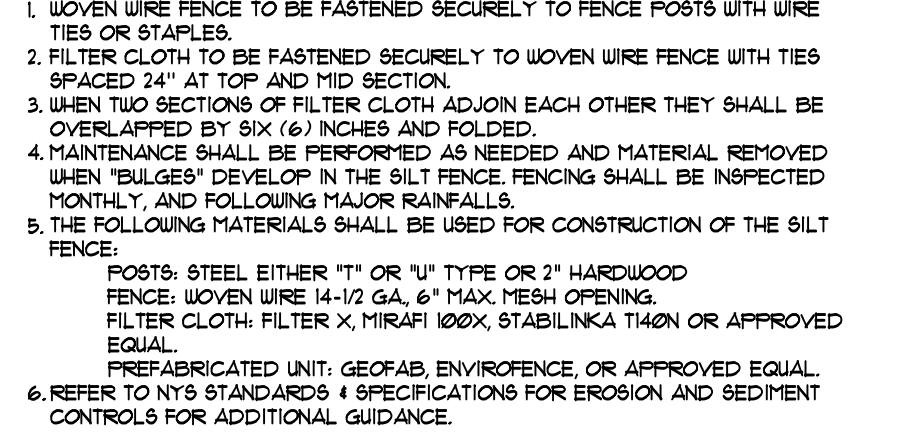 1. WOVEN WIRE FENCE TO BE FASTENED SECURELY TO FENCE POSTS WITH WIRE
TIES OR STAPLES.
2. FILTER CLOTH TO BE FASTENED SECURELY TO WOVEN WIRE FENCE WITH TIES
SPACED 24" AT TOP AND MID SECTION.
3. WHEN TWO SECTIONS OF FILTER CLOTH ADJOIN EACH OTHER THEY SHALL BE
OVERLAPPED BY SIX (6) INCHES AND FOLDED.
4. MAINTENANCE SHALL BE PERFORMED AS NEEDED AND MATERIAL REMOVED
WHEN "BULGES" DEVELOP IN THE SILT FENCE. FENCING SHALL BE INSPECTED
MONTHLY, AND FOLLOWING MAJOR RAINFALLS.
5. THE FOLLOWING MATERIALS SHALL BE USED FOR CONSTRUCTION OF THE SILT
FENCE:
POSTS: STEEL EITHER "T" OR "U" TYPE OR 2" HARDWOOD
FENCE: WOVEN WIRE 14-1/2 GA., 6" MAX. MESH OPENING.
FILTER CLOTH: FILTER X, MIRAFI 100X, STABILINKA T140N OR APPROVED
EQUAL.
PREFABRICATED UNIT: GEOFAB, ENVIROFENCE, OR APPROVED EQUAL.
6. REFER TO NYS STANDARDS & SPECIFICATIONS FOR EROSION AND SEDIMENT
CONTROLS FOR ADDITIONAL GUIDANCE.